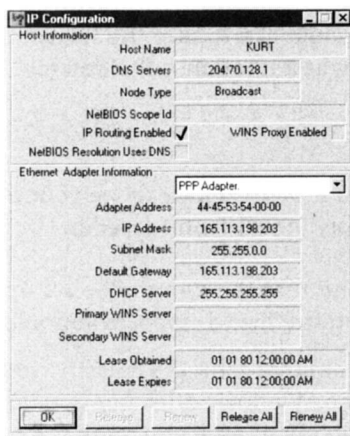 IP Configuration
Host Information
Host Name KURT
DNS Servers 204.70.128.1
Node Type Broadcast
NetBIOS Scope Id
IP Routing Enabled WINS Proxy Enabled
NetBIOS Resolution Uses DNS
Ethernet Adapter Information
PPP Adapter.
Adapter Address 44-45-53-54-00-00
IP Address 165.113.198.203
Subnet Mask 255.255.0.0
Default Gateway 165.113.198.203
DHCP Server 255.255.255.255
Primary WINS Server
Secondary WINS Server
Lease Obtained 01 01 80 12:00:00 AM
Lease Expires 01 01 80 12:00:00 AM
OK Release Renew Release All Renew All